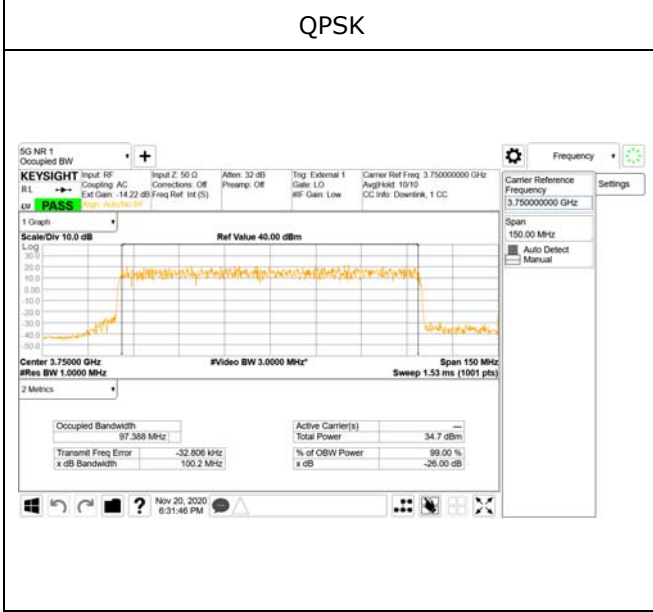 QPSK
5G NR 1
Occupied BW
Frequency
KEYSIGHT
Input: RF
Input Z: 50 Ω
Atten: 32 dB
Trig: External 1
Carrier Ref Freq: 3.750000000 GHz
RL
Coupling: AC
Corrections: Off
Preamp: Off
Gate: LO
Avg|Hold: 10/10
Ext Gain: -14.22 dB
Freq Ref: Int (S)
#IF Gain: Low
CC Info: Downlink, 1 CC
PASS
Align: Auto/No RF
Carrier Reference
Frequency
3.750000000 GHz
Settings
Span
150.00 MHz
Auto Detect
Manual
1 Graph
Scale/Div 10.0 dB
Ref Value 40.00 dBm
Log
30.0
20.0
10.0
0.00
-10.0
-20.0
-30.0
-40.0
-50.0
Center 3.75000 GHz
#Video BW 3.0000 MHz*
Span 150 MHz
#Res BW 1.0000 MHz
Sweep 1.53 ms (1001 pts)
2 Metrics
Occupied Bandwidth
97.388 MHz
Active Carrier(s)
---
Total Power
34.7 dBm
Transmit Freq Error
-32.806 kHz
% of OBW Power
99.00 %
x dB Bandwidth
100.2 MHz
x dB
-26.00 dB
?
Nov 20, 2020
6:31:46 PM